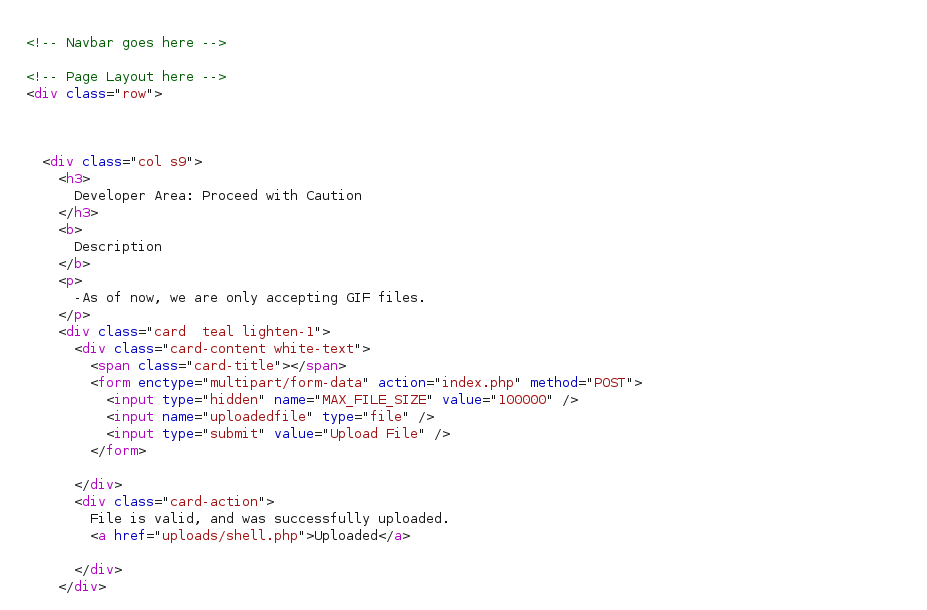 <!-- Navbar goes here -->
<!-- Page Layout here -->
<div class="row">
<div class="col s9">
<h3>
Developer Area: Proceed with Caution
</h3>
<b>
Description
</b>
<p>
-As of now, we are only accepting GIF files.
</p>
<div class="card  teal lighten-1">
<div class="card-content white-text">
<span class="card-title"></span>
<form enctype="multipart/form-data" action="index.php" method="POST">
<input type="hidden" name="MAX_FILE_SIZE" value="100000" />
<input name="uploadedfile" type="file" />
<input type="submit" value="Upload File" />
</form>
</div>
<div class="card-action">
File is valid, and was successfully uploaded.
<a href="uploads/shell.php">Uploaded</a>
</div>
</div>